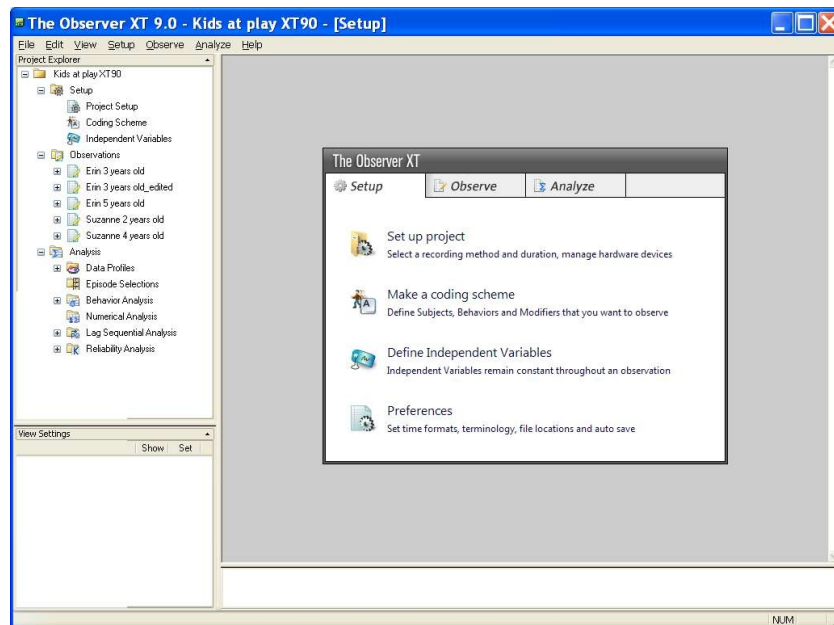 The Observer XT 9.0 - Kids at play XT90 - [Setup]
File Edit View Setup Observe Analyze Help
Project Explorer
Kids at play XT90
Setup
Project Setup
Coding Scheme
Independent Variables
Observations
Erin 3 years old
Erin 3 years old_edited
Erin 5 years old
Suzanne 2 years old
Suzanne 4 years old
Analysis
Data Profiles
Episode Selections
Behavior Analysis
Numerical Analysis
Lag Sequential Analysis
Reliability Analysis
View Settings
Show Set
The Observer XT
Setup Observe Analyze
Set up project
Select a recording method and duration, manage hardware devices
Make a coding scheme
Define Subjects, Behaviors and Modifiers that you want to observe
Define Independent Variables
Independent Variables remain constant throughout an observation
Preferences
Set time formats, terminology, file locations and auto save
NUM